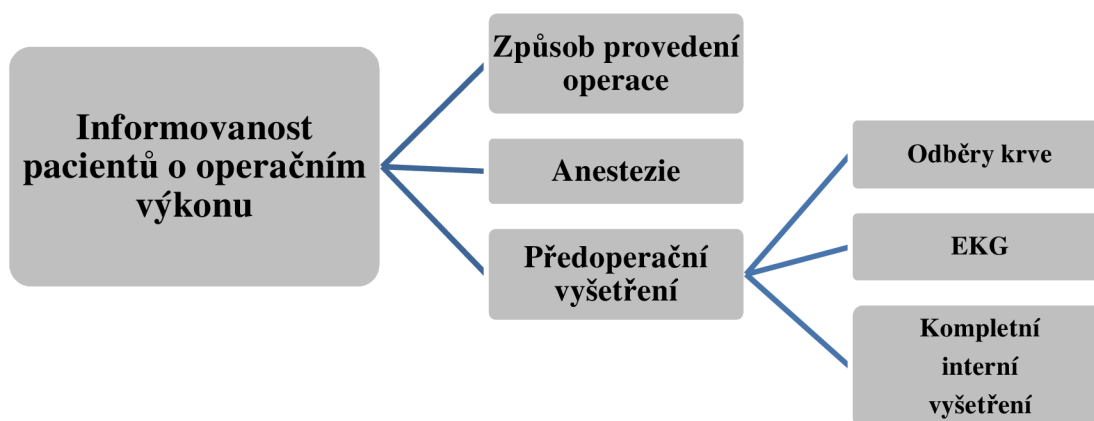 Informovanost
pacientů o operačním
výkonu
Způsob provedení
operace
Anestezie
Předoperační
vyšetření
Odběry krve
EKG
Kompletní
interní
vyšetření